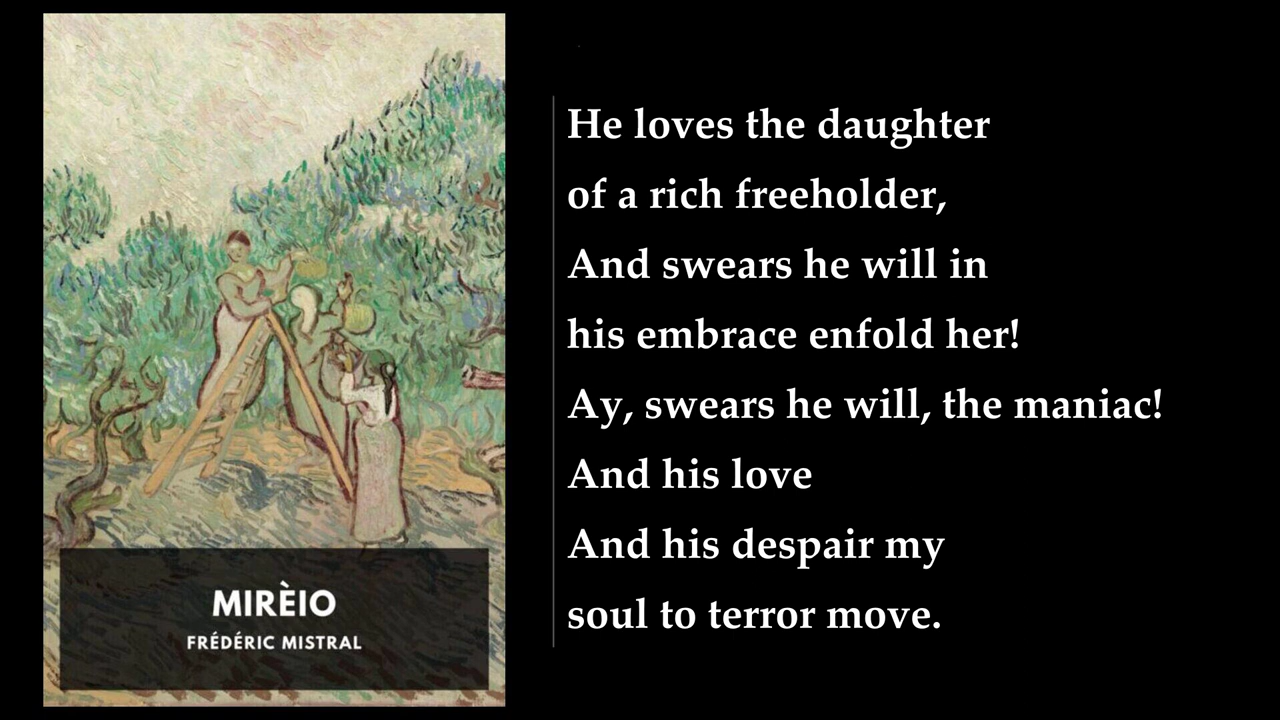 MIRÈIO
FRÉDÉRIC MISTRAL
He loves the daughter
of a rich freeholder,
And swears he will in
his embrace enfold her!
Ay, swears he will, the maniac!
And his love
And his despair my
soul to terror move.